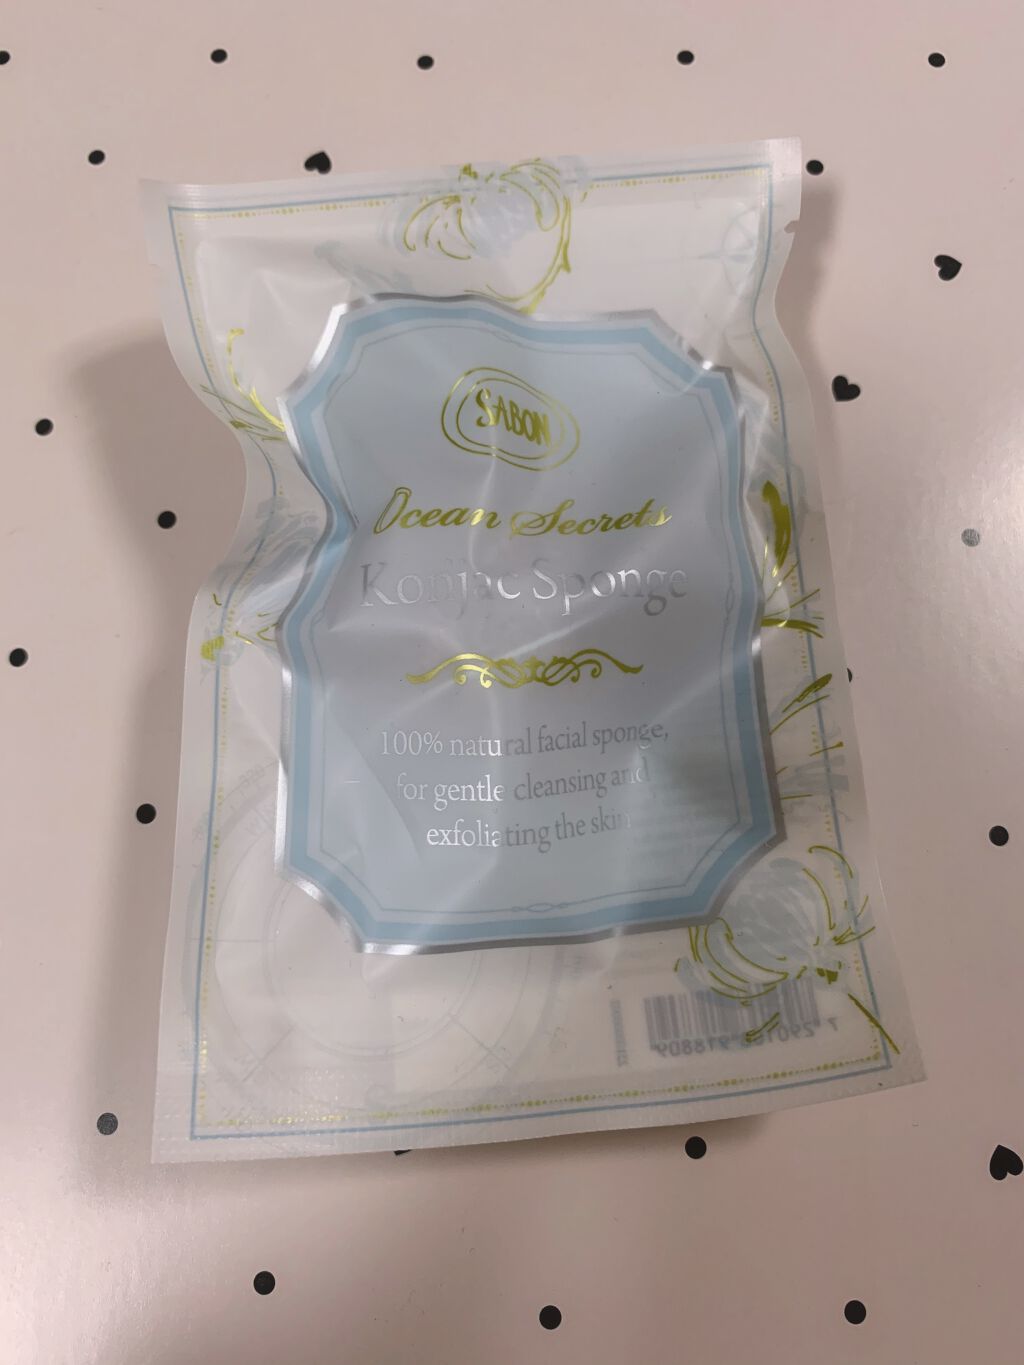 SABON
Ocean Secrets
Konjac Sponge
100% natural facial sponge,
for gentle cleansing and
exfoliating the skin